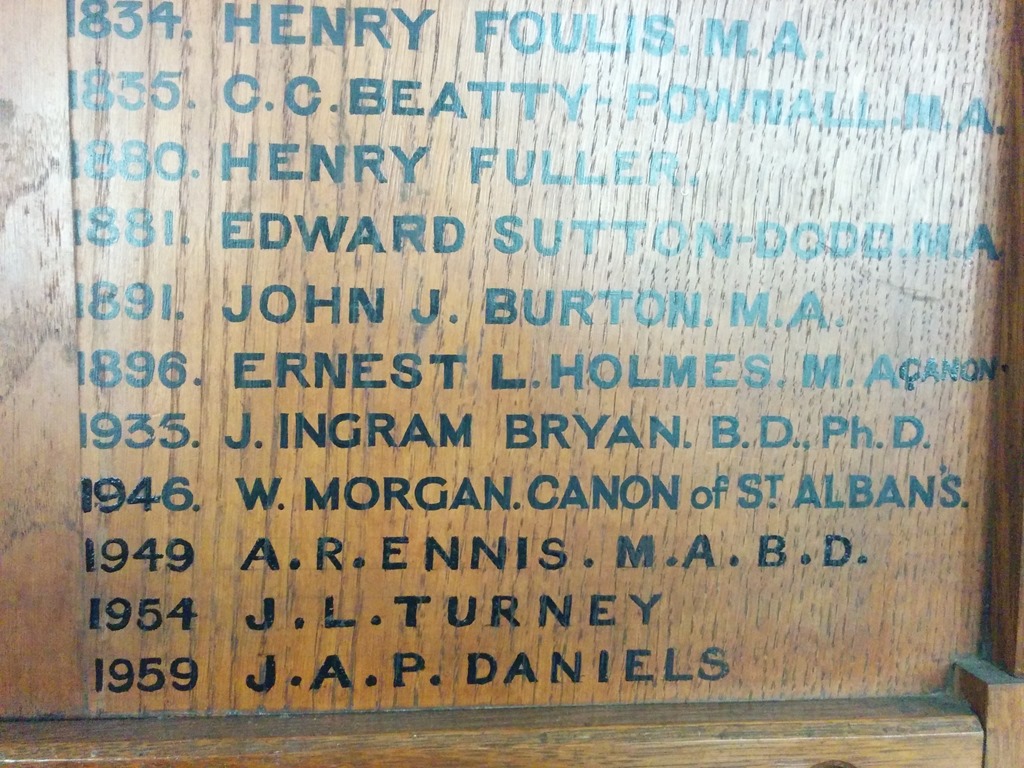 1834. HENRY FOULIS. M.A.
1835. C.C. BEATTY-POWNALL. M.A.
1880. HENRY FULLER.
1881. EDWARD SUTTON-DODD. M.A
1891. JOHN J. BURTON. M.A.
1896. ERNEST L. HOLMES. M.A CANON.
1935. J. INGRAM BRYAN. B.D., Ph.D.
1946. W. MORGAN. CANON of ST. ALBAN'S.
1949 A.R. ENNIS. M.A. B.D.
1954 J.L. TURNEY
1959 J.A.P. DANIELS